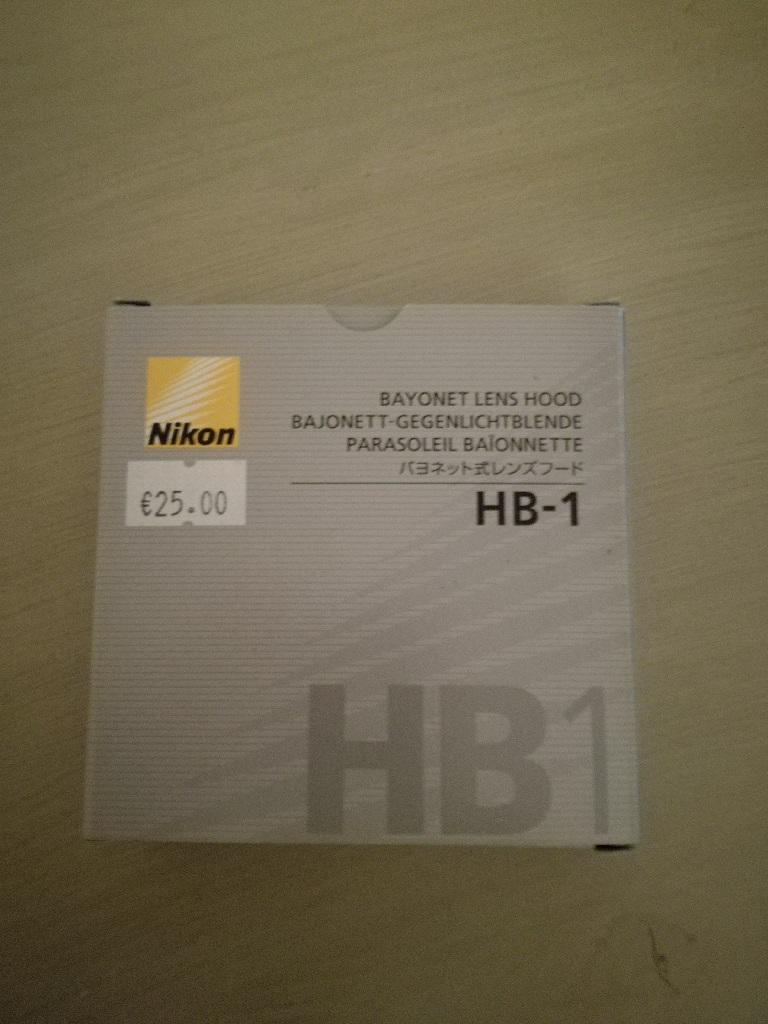 Nikon
€25.00
BAYONET LENS HOOD
BAJONETT-GEGENLICHTBLENDE
PARASOLEIL BAÏONNETTE
バヨネット式レンズフード
HB-1
HB1